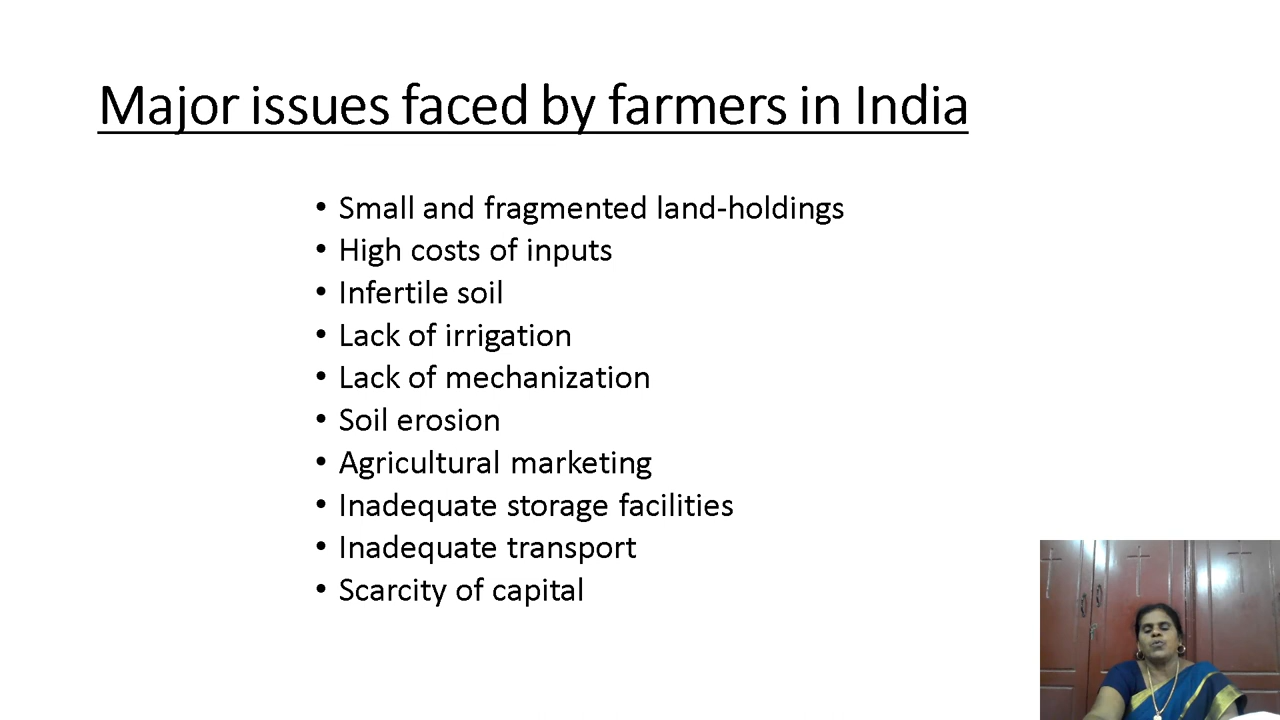 Major issues faced by farmers in India
• Small and fragmented land-holdings
• High costs of inputs
• Infertile soil
• Lack of irrigation
• Lack of mechanization
• Soil erosion
• Agricultural marketing
• Inadequate storage facilities
• Inadequate transport
• Scarcity of capital